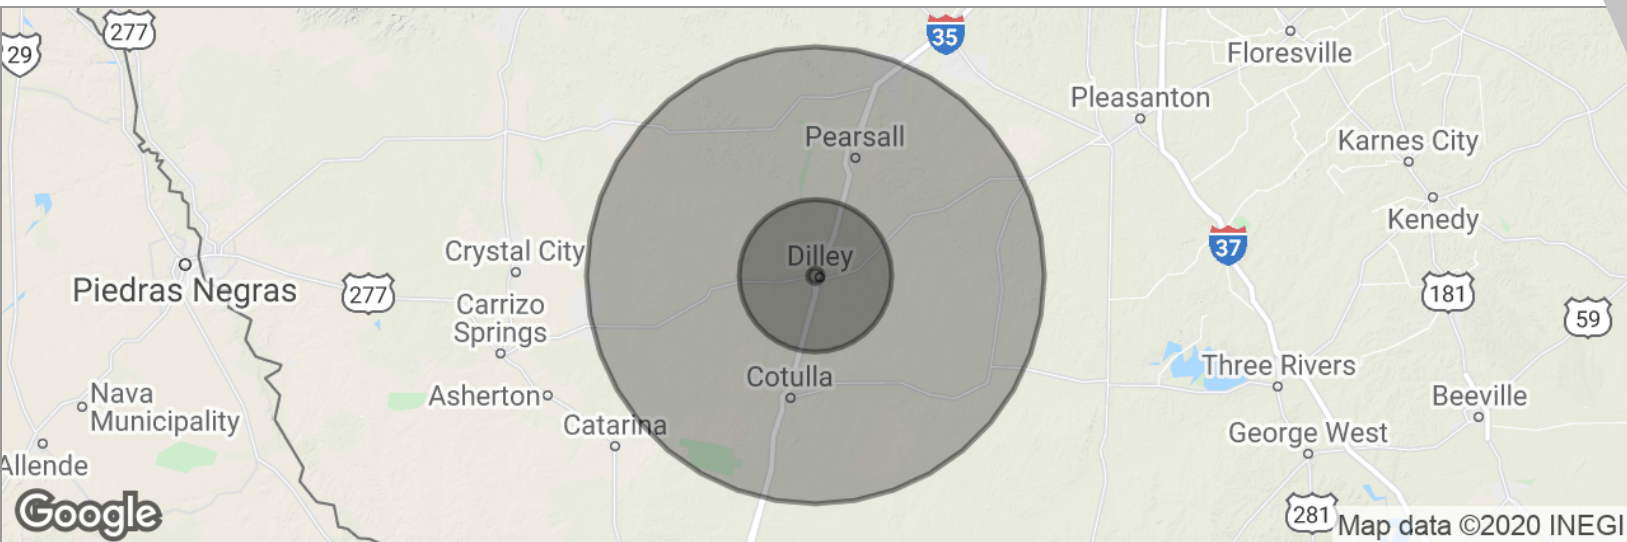 277
29
35
Floresville
Pleasanton
Pearsall
Karnes City
Kenedy
Crystal City
Dilley
37
Piedras Negras
277
Carrizo
Springs
181
59
Cotulla
Three Rivers
Nava
Municipality
Asherton
Beeville
Catarina
George West
Allende
Google
281
Map data ©2020 INEGI